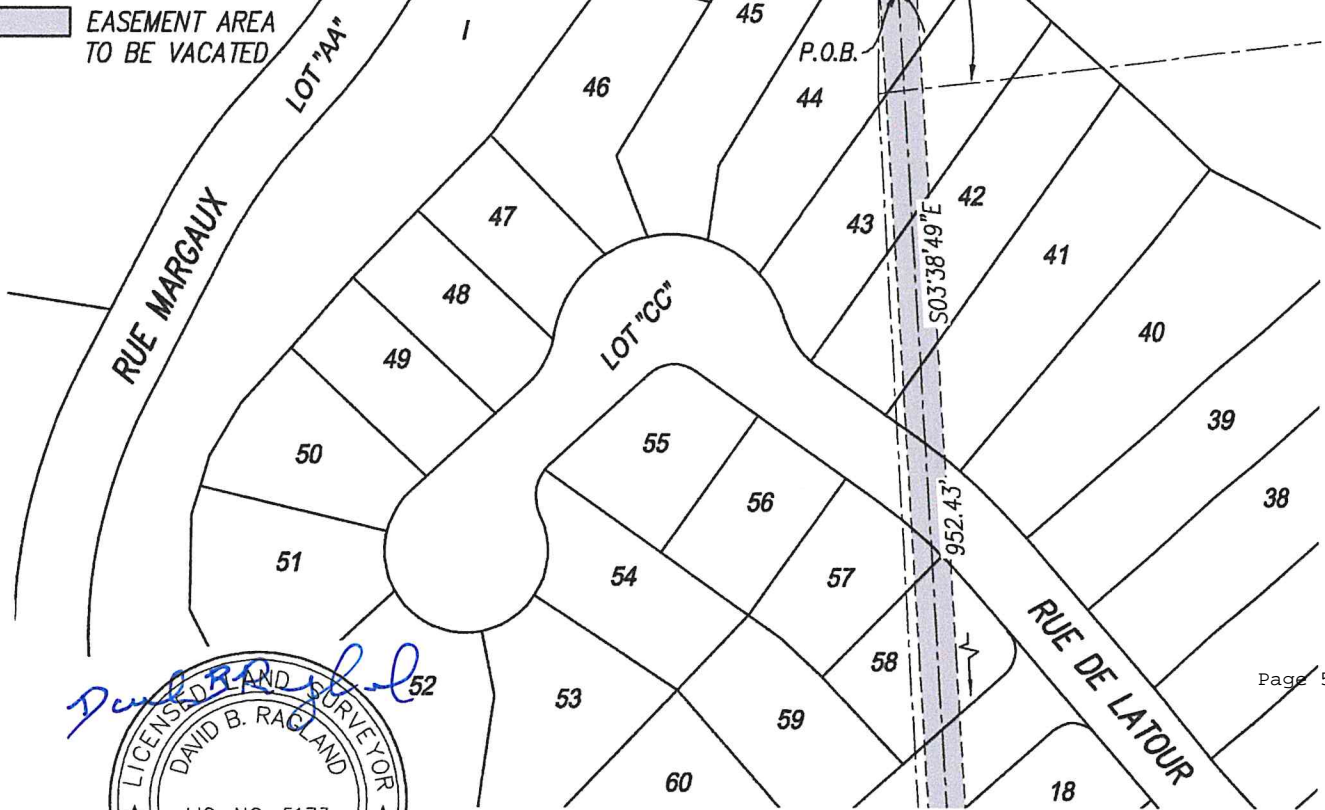 EASEMENT AREA
TO BE VACATED
LOT "AA"
I
45
P.O.B.
46
44
RUE MARGAUX
47
43
42
S03°38'49"E
41
48
LOT "CC"
40
49
39
50
55
56
38
952.43'
51
54
57
RUE DE LATOUR
58
52
Page 5
53
59
LICENSED LAND SURVEYOR
DAVID B. RAGLAND
60
18